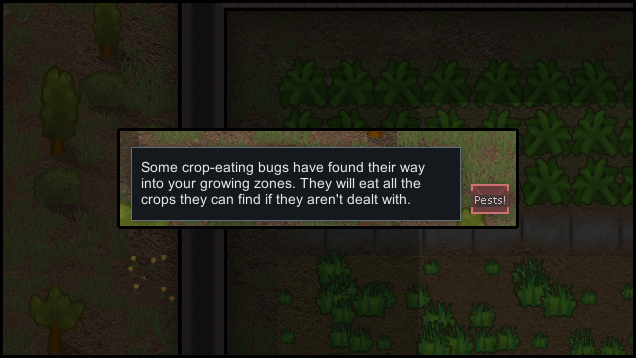 Some crop-eating bugs have found their way
into your growing zones. They will eat all the
crops they can find if they aren't dealt with.
Pests!